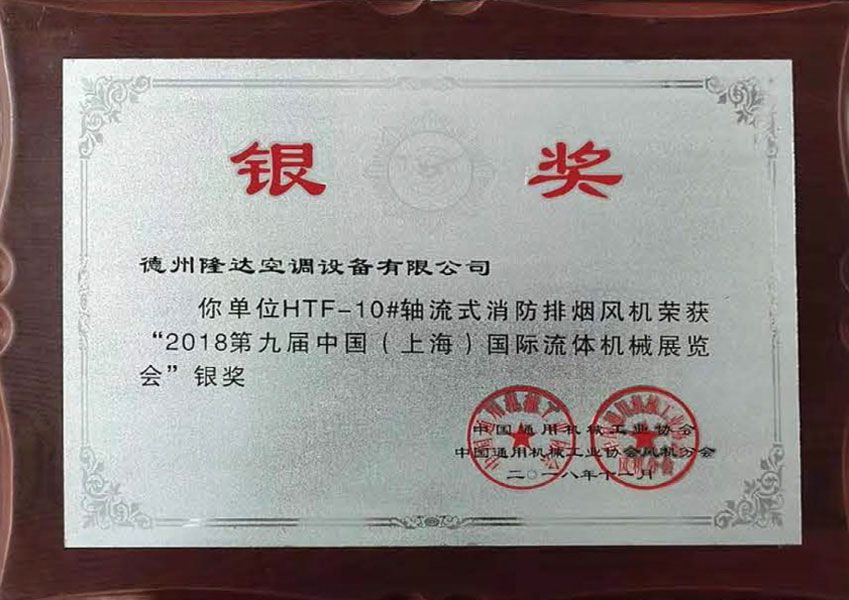 银 奖
德州隆达空调设备有限公司
你单位HTF-10#轴流式消防排烟风机荣获
“2018第九届中国（上海）国际流体机械展览
会”银奖
中国通用机械工业协会
中国通用机械工业协会风机分会
二〇一八年十一月